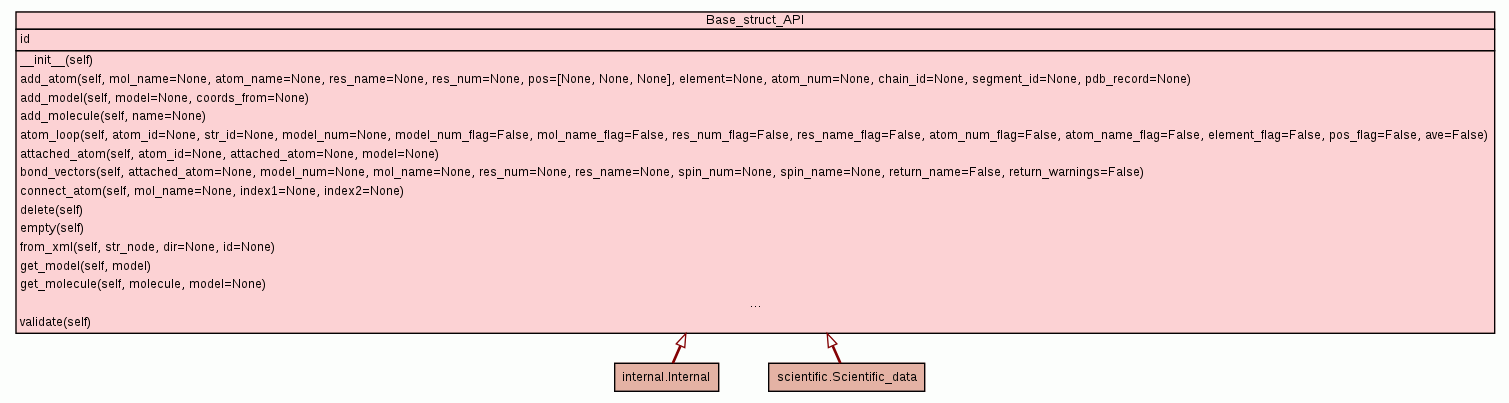 Base_struct_API
id
__init__(self)
add_atom(self, mol_name=None, atom_name=None, res_name=None, res_num=None, pos=[None, None, None], element=None, atom_num=None, chain_id=None, segment_id=None, pdb_record=None)
add_model(self, model=None, coords_from=None)
add_molecule(self, name=None)
atom_loop(self, atom_id=None, str_id=None, model_num=None, model_num_flag=False, mol_name_flag=False, res_num_flag=False, res_name_flag=False, atom_num_flag=False, atom_name_flag=False, element_flag=False, pos_flag=False, ave=False)
attached_atom(self, atom_id=None, attached_atom=None, model=None)
bond_vectors(self, attached_atom=None, model_num=None, mol_name=None, res_num=None, res_name=None, spin_num=None, spin_name=None, return_name=False, return_warnings=False)
connect_atom(self, mol_name=None, index1=None, index2=None)
delete(self)
empty(self)
from_xml(self, str_node, dir=None, id=None)
get_model(self, model)
get_molecule(self, molecule, model=None)
...
validate(self)
internal.Internal
scientific.Scientific_data